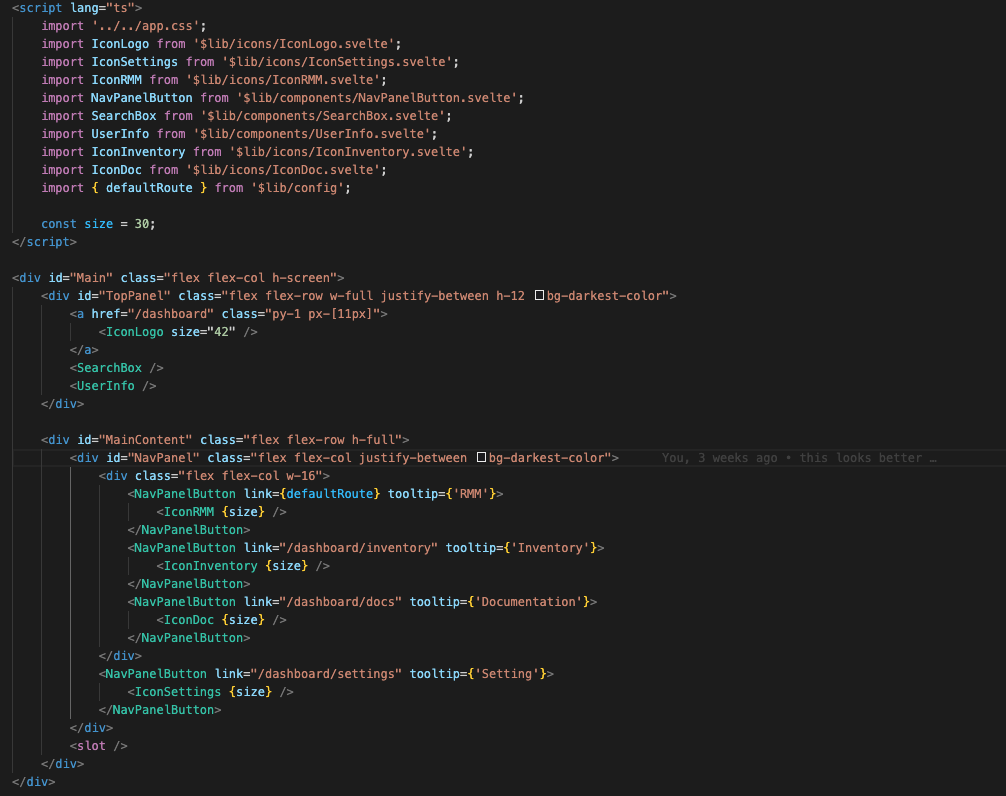 <script lang="ts">
    import '../../app.css';
    import IconLogo from '$lib/icons/IconLogo.svelte';
    import IconSettings from '$lib/icons/IconSettings.svelte';
    import IconRMM from '$lib/icons/IconRMM.svelte';
    import NavPanelButton from '$lib/components/NavPanelButton.svelte';
    import SearchBox from '$lib/components/SearchBox.svelte';
    import UserInfo from '$lib/components/UserInfo.svelte';
    import IconInventory from '$lib/icons/IconInventory.svelte';
    import IconDoc from '$lib/icons/IconDoc.svelte';
    import { defaultRoute } from '$lib/config';

    const size = 30;
</script>

<div id="Main" class="flex flex-col h-screen">
    <div id="TopPanel" class="flex flex-row w-full justify-between h-12 bg-darkest-color">
        <a href="/dashboard" class="py-1 px-[11px]">
            <IconLogo size="42" />
        </a>
        <SearchBox />
        <UserInfo />
    </div>

    <div id="MainContent" class="flex flex-row h-full">
        <div id="NavPanel" class="flex flex-col justify-between bg-darkest-color">      You, 3 weeks ago • this looks better …
            <div class="flex flex-col w-16">
                <NavPanelButton link={defaultRoute} tooltip={'RMM'}>
                    <IconRMM {size} />
                </NavPanelButton>
                <NavPanelButton link="/dashboard/inventory" tooltip={'Inventory'}>
                    <IconInventory {size} />
                </NavPanelButton>
                <NavPanelButton link="/dashboard/docs" tooltip={'Documentation'}>
                    <IconDoc {size} />
                </NavPanelButton>
            </div>
            <NavPanelButton link="/dashboard/settings" tooltip={'Setting'}>
                <IconSettings {size} />
            </NavPanelButton>
        </div>
        <slot />
    </div>
</div>